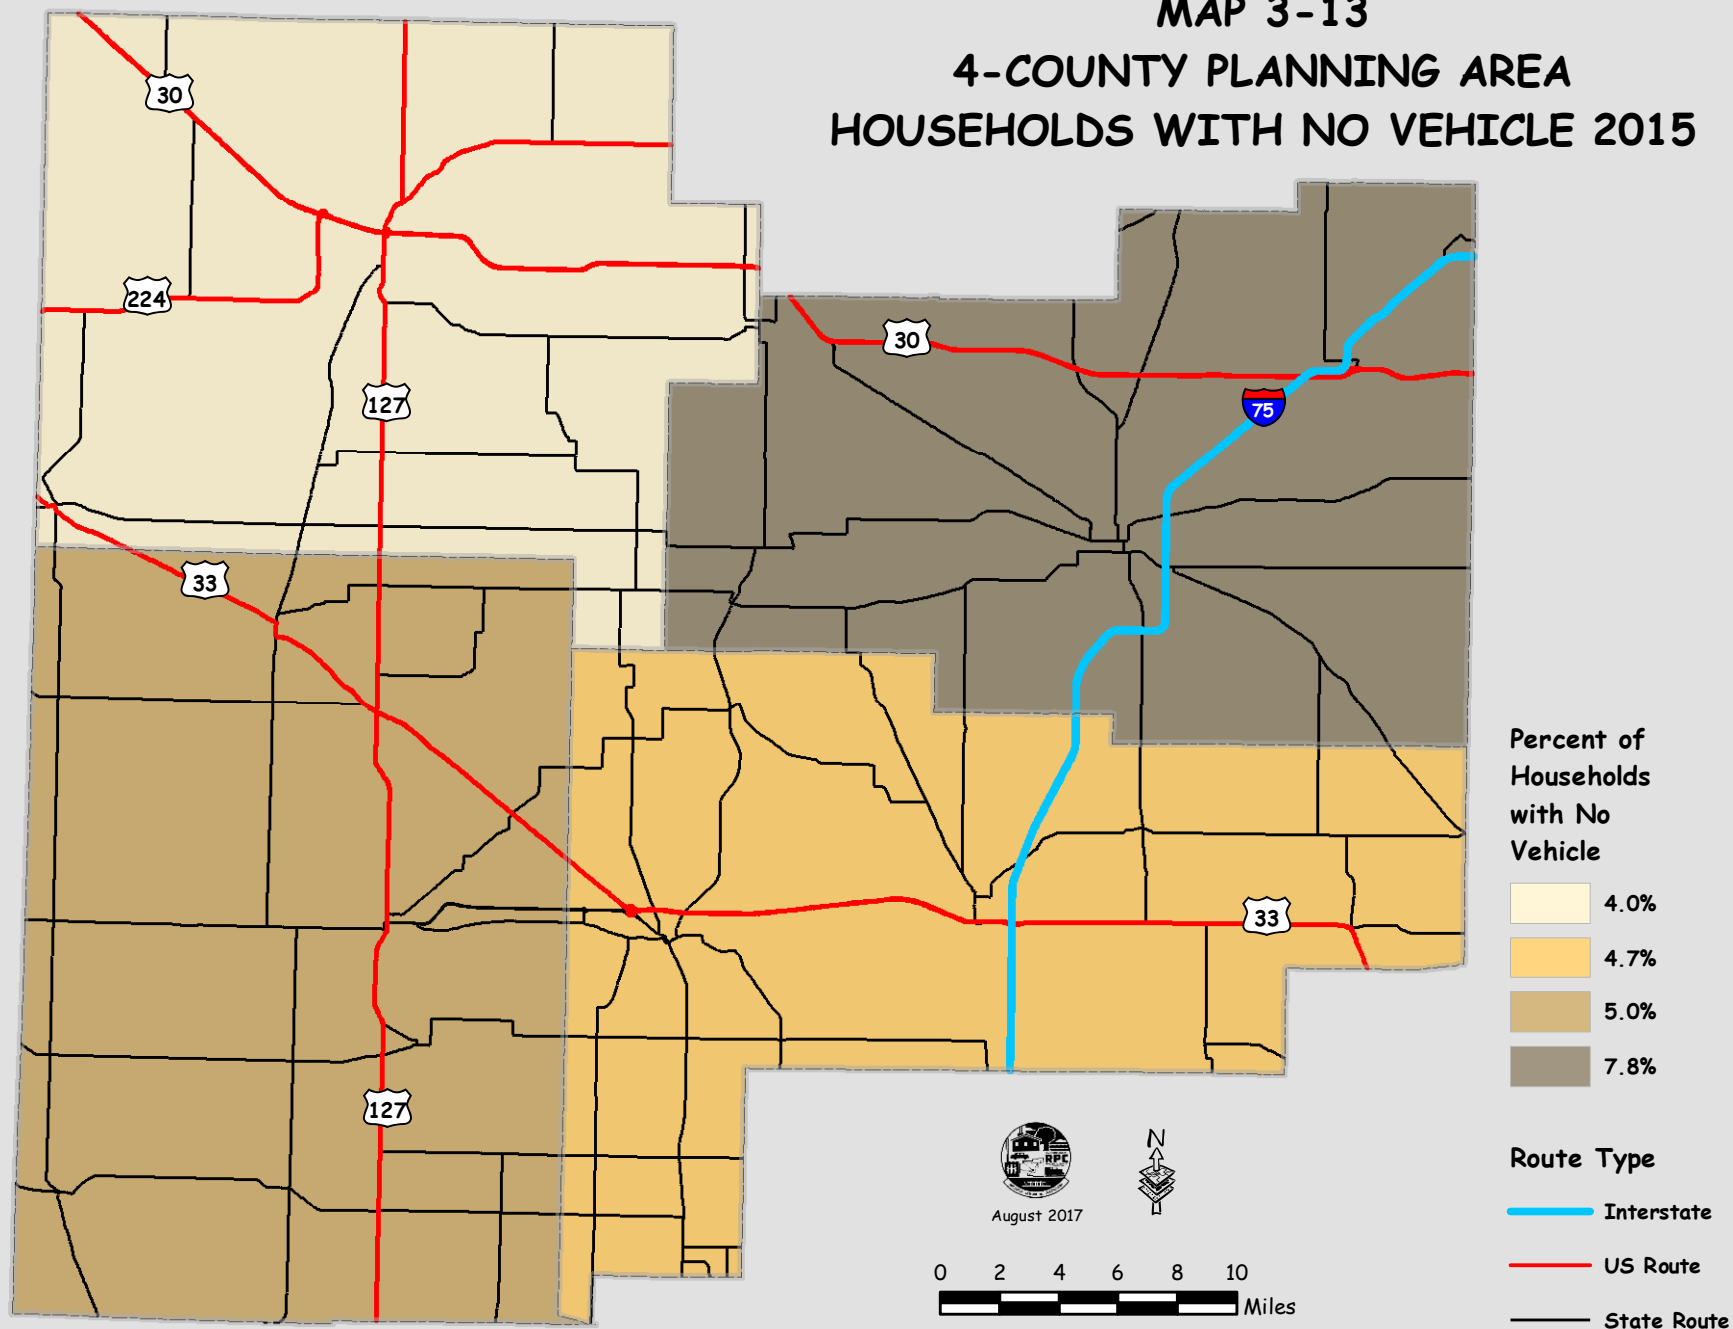 MAP 3-13
4-COUNTY PLANNING AREA
HOUSEHOLDS WITH NO VEHICLE 2015
30
224
127
30
75
33
33
127
Percent of
Households
with No
Vehicle
4.0%
4.7%
5.0%
7.8%
Route Type
Interstate
US Route
State Route
RPC
August 2017
N
0 2 4 6 8 10
Miles